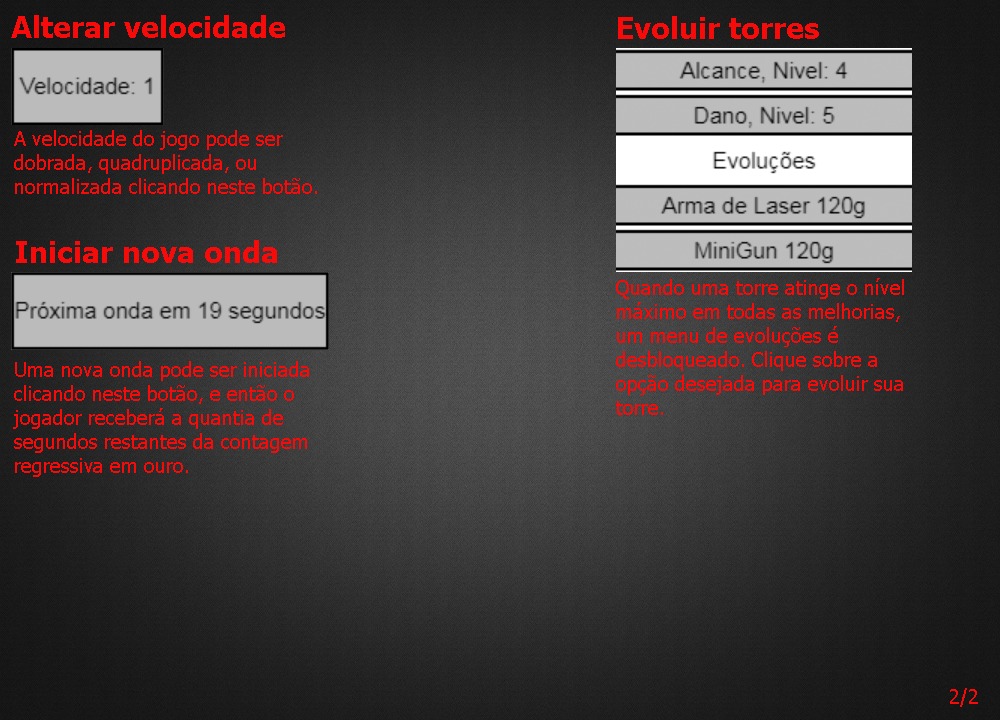 Alterar velocidade
Velocidade: 1
A velocidade do jogo pode ser
dobrada, quadruplicada, ou
normalizada clicando neste botão.
Iniciar nova onda
Próxima onda em 19 segundos
Uma nova onda pode ser iniciada
clicando neste botão, e então o
jogador receberá a quantia de
segundos restantes da contagem
regressiva em ouro.
Evoluir torres
Alcance, Nivel: 4
Dano, Nivel: 5
Evoluções
Arma de Laser 120g
MiniGun 120g
Quando uma torre atinge o nível
máximo em todas as melhorias,
um menu de evoluções é
desbloqueado. Clique sobre a
opção desejada para evoluir sua
torre.
2/2